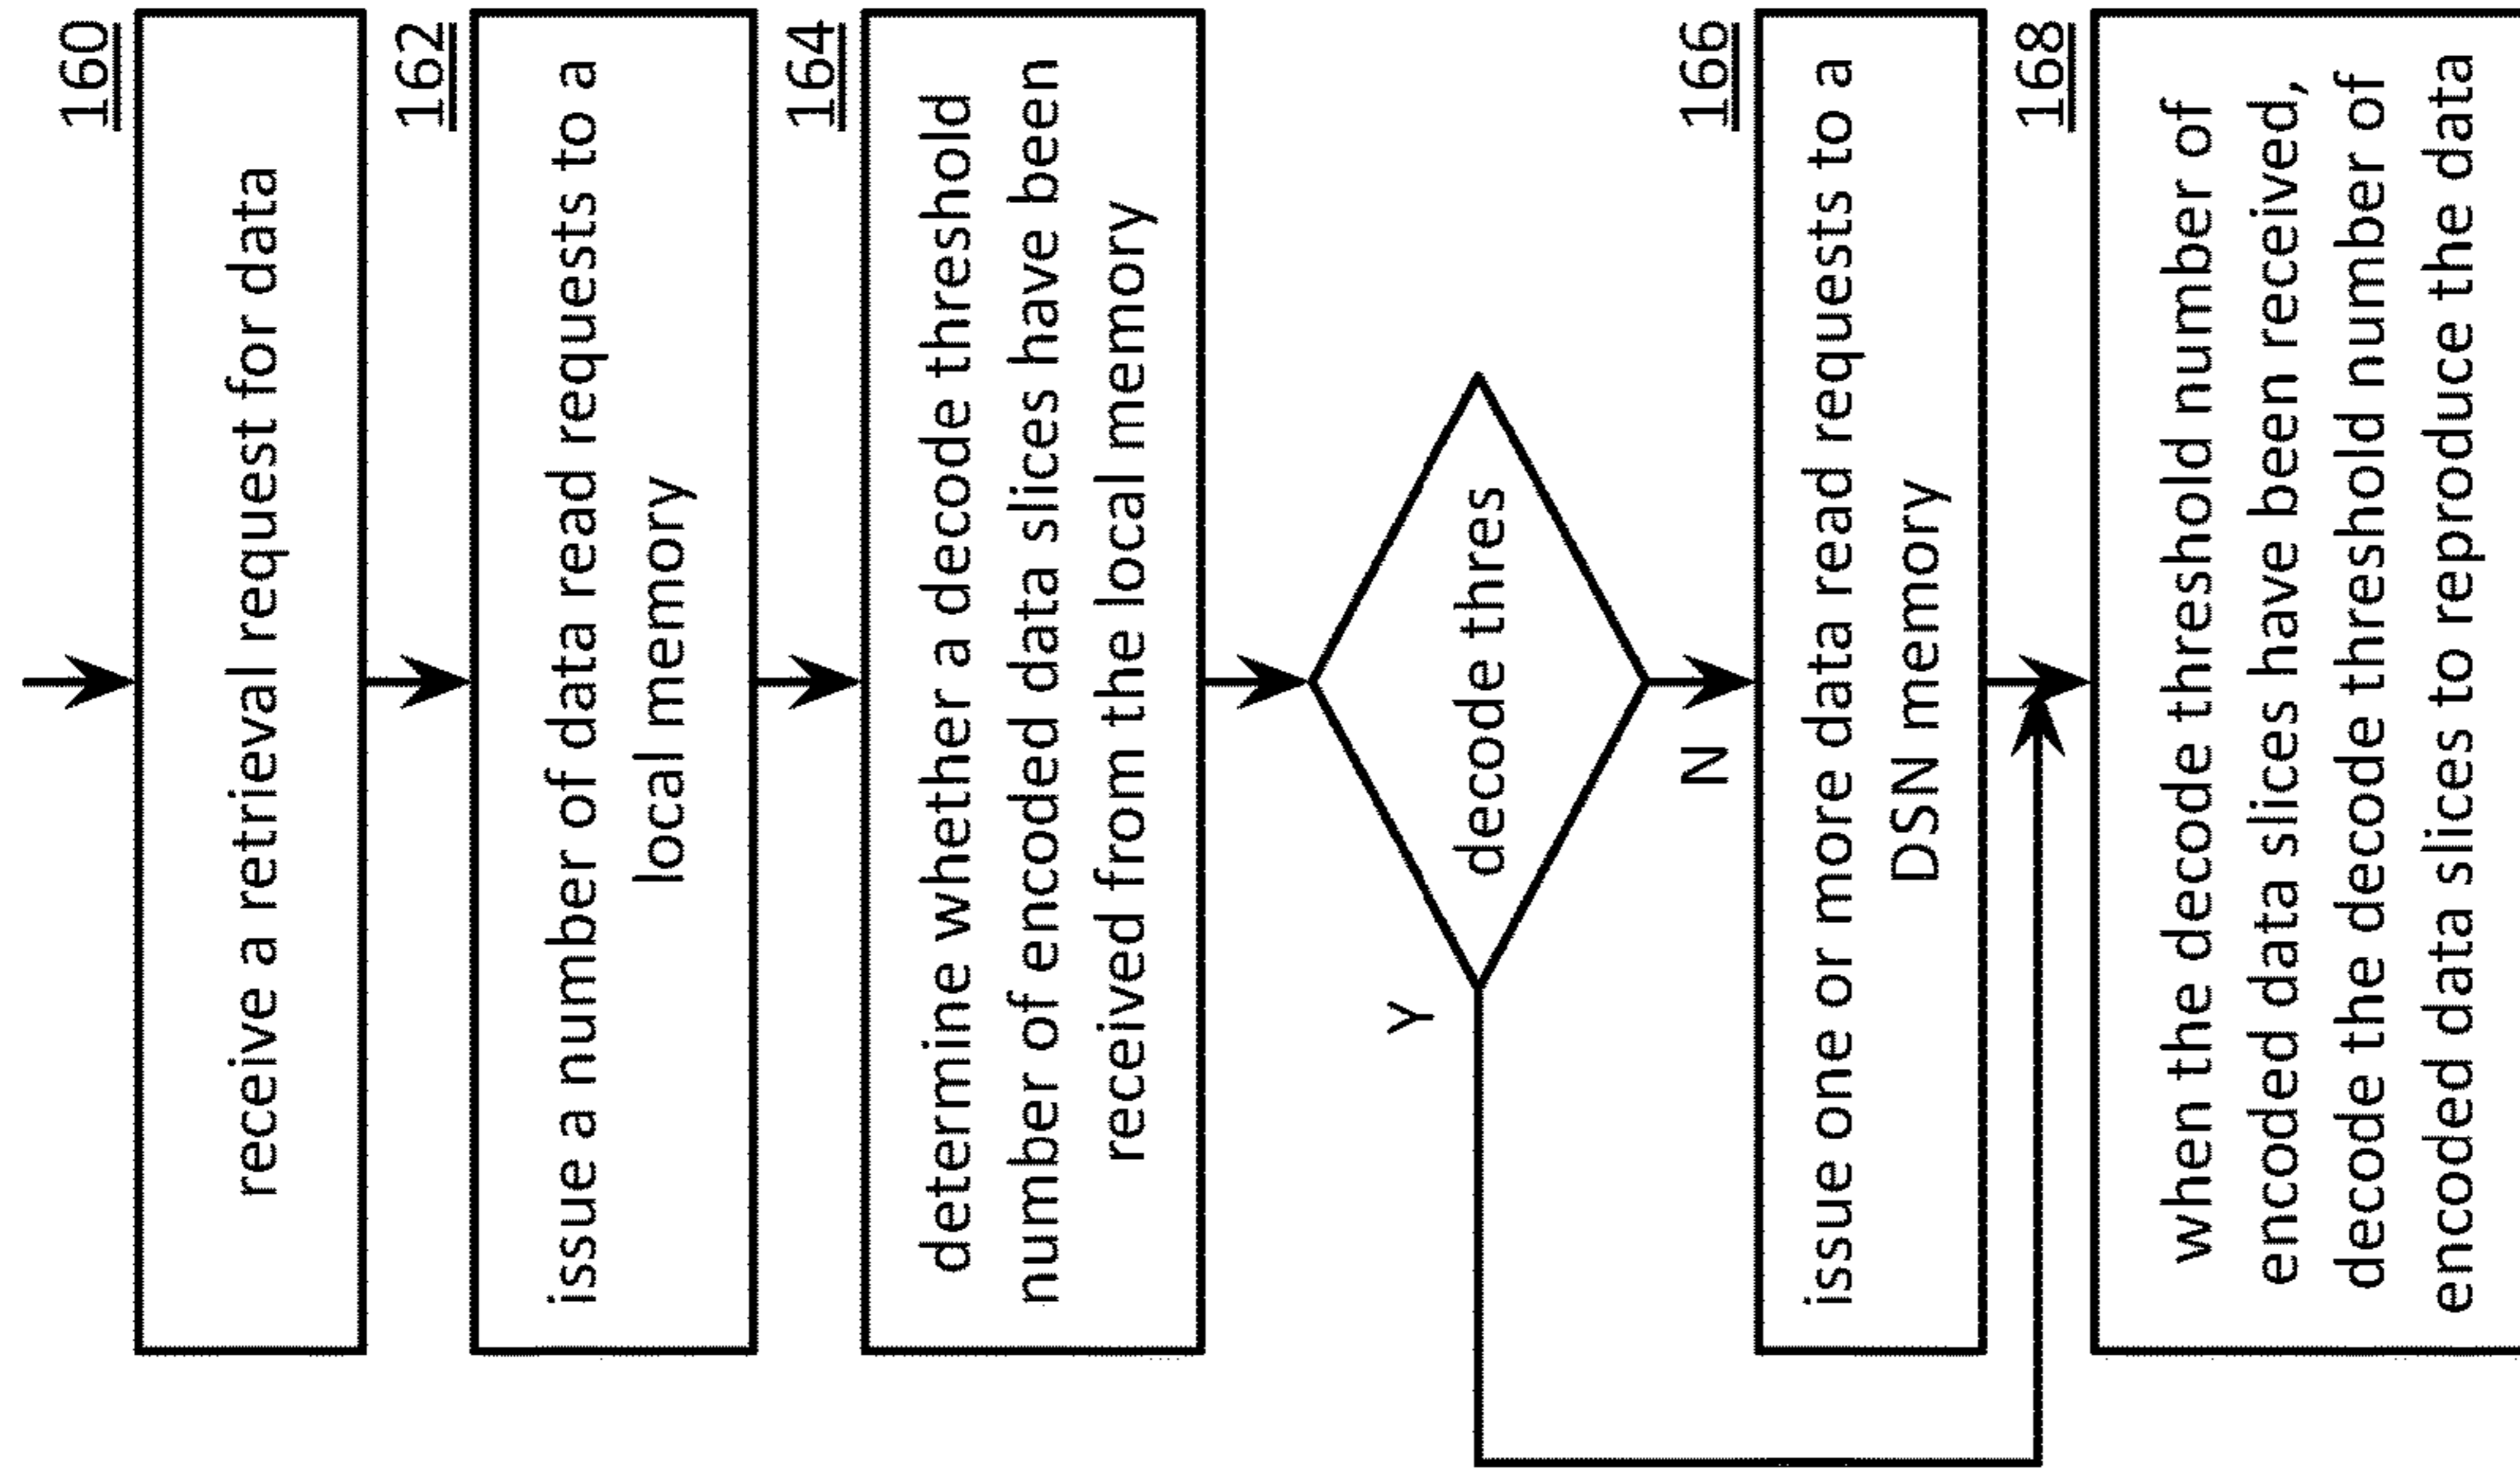 160
receive a retrieval request for data
162
issue a number of data read requests to a
local memory
164
determine whether a decode threshold
number of encoded data slices have been
received from the local memory
decode thres
Y
N
166
issue one or more data read requests to a
DSN memory
168
when the decode threshold number of
encoded data slices have been received,
decode the decode threshold number of
encoded data slices to reproduce the data